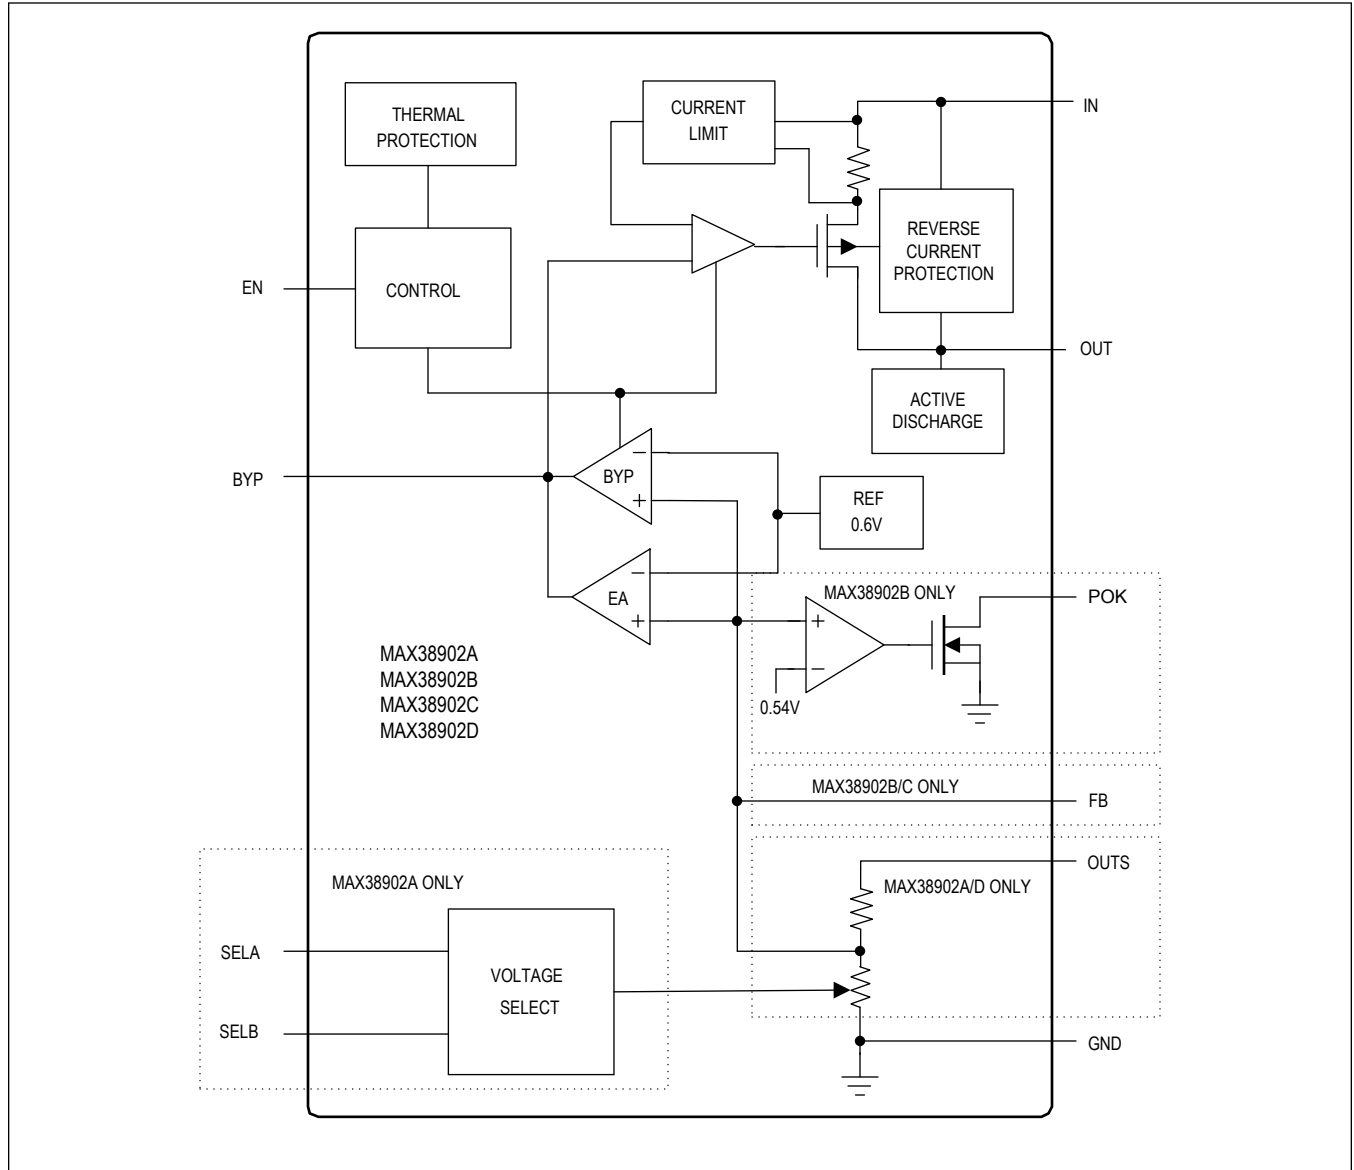 THERMAL
PROTECTION
CURRENT
LIMIT
IN
REVERSE
CURRENT
PROTECTION
EN
CONTROL
OUT
ACTIVE
DISCHARGE
BYP
−
BYP
+
REF
0.6V
−
EA
+
MAX38902B ONLY
POK
+
−
0.54V
MAX38902A
MAX38902B
MAX38902C
MAX38902D
MAX38902B/C ONLY
FB
OUTS
MAX38902A/D ONLY
MAX38902A ONLY
SELA
VOLTAGE
SELECT
SELB
GND